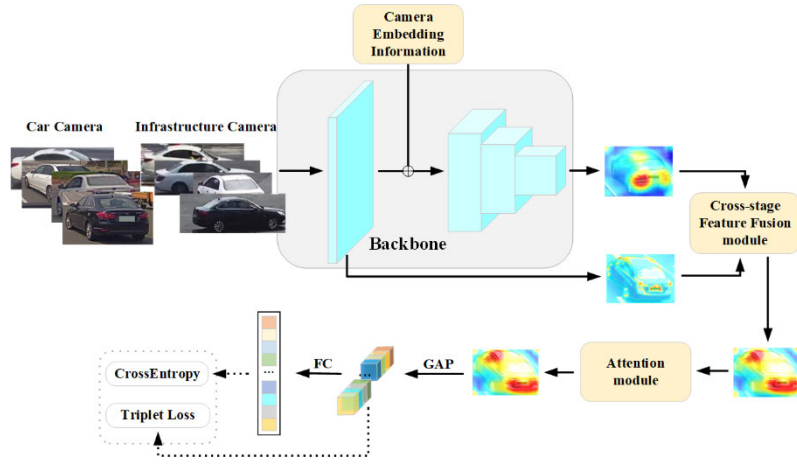 Camera
Embedding
Information
Car Camera
Infrastructure Camera
Backbone
Cross-stage
Feature Fusion
module
CrossEntropy
Triplet Loss
FC
...
...
GAP
Attention
module